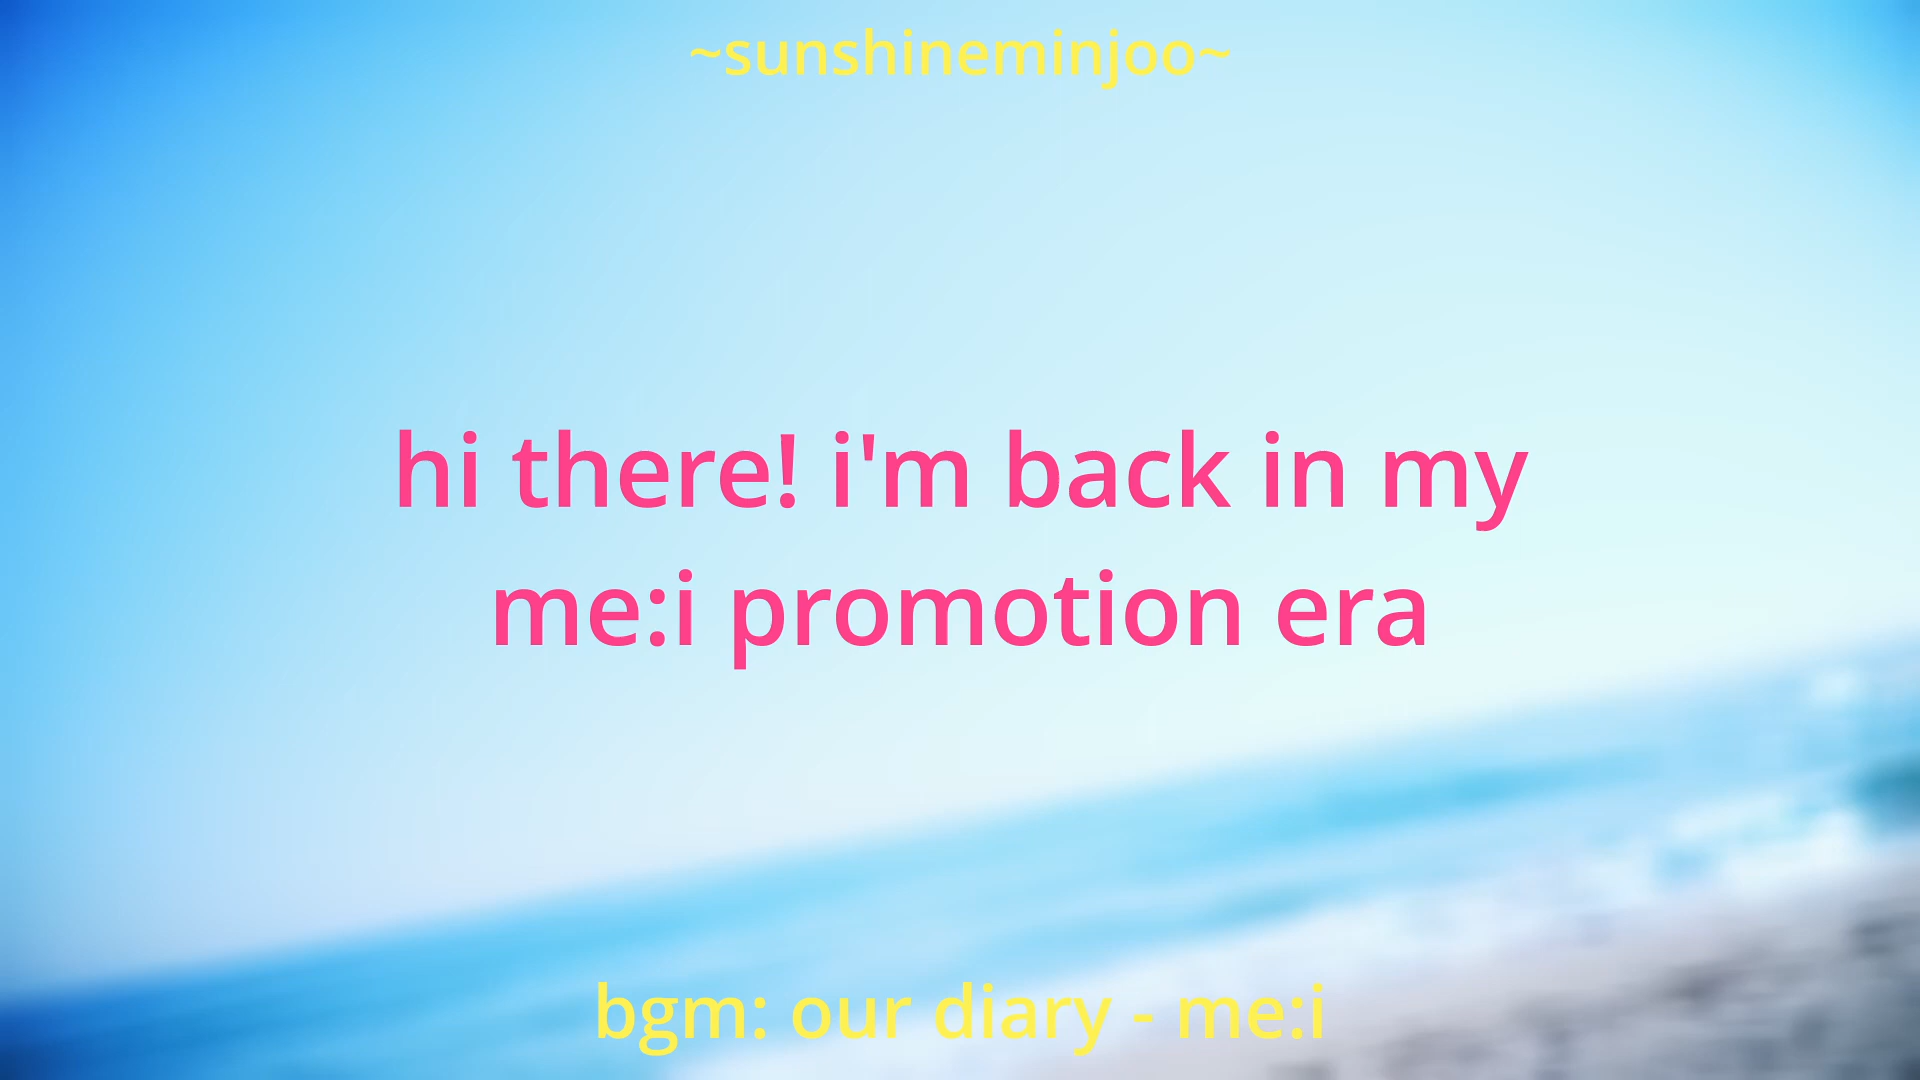 ~sunshineminjoo~
hi there! i'm back in my
me:i promotion era
bgm: our diary - me:i